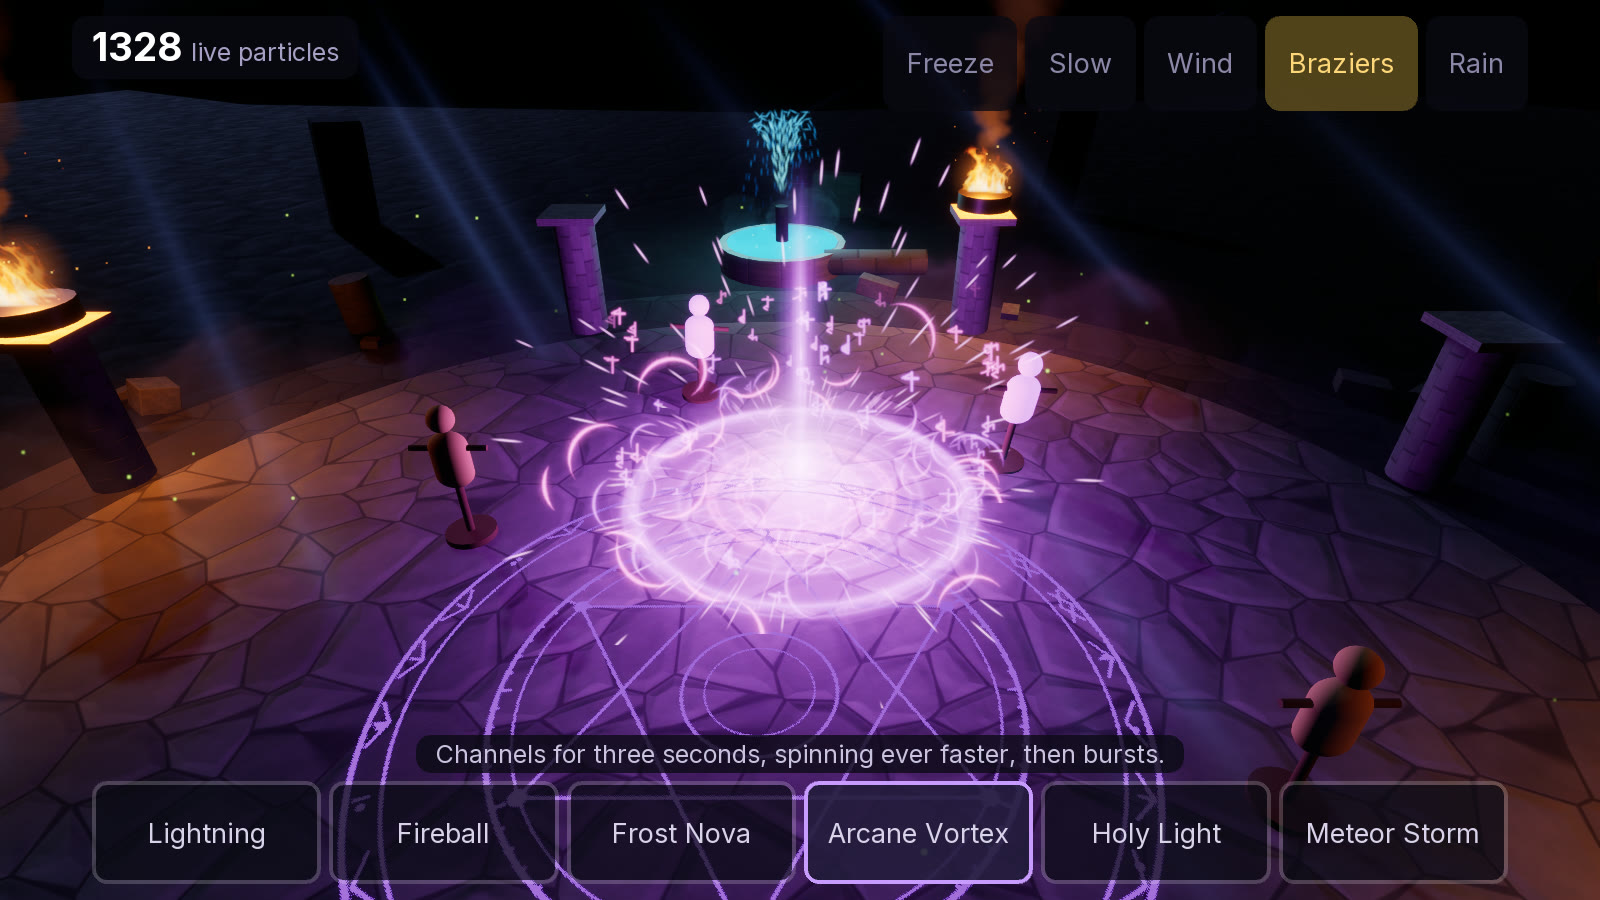 1328 live particles
Freeze
Slow
Wind
Braziers
Rain
Channels for three seconds, spinning ever faster, then bursts.
Lightning
Fireball
Frost Nova
Arcane Vortex
Holy Light
Meteor Storm